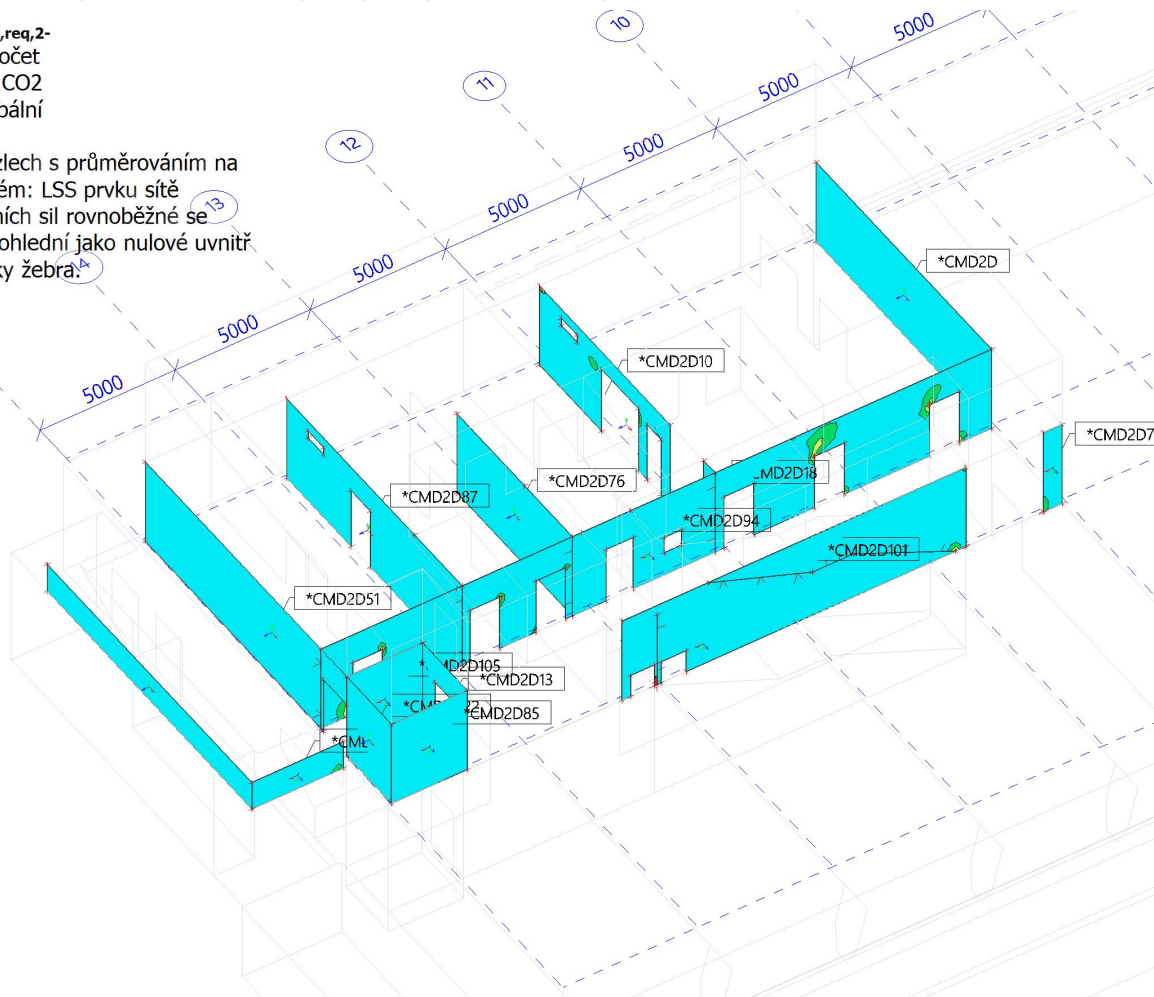 ,req,2-
očet
CO2
bální
zlech s průměrováním na
ém: LSS prvku sítě
ních sil rovnoběžné se
ohlední jako nulové uvnitř
ky žebra.
10
11
12
13
14
5000
5000
5000
5000
5000
5000
5000
*CMD2D
*CMD2D10
*CMD2D7
*CMD2D76
MD2D18
*CMD2D87
*CMD2D94
*CMD2D101
*CMD2D51
MD2D105
*CMD2D13
*CMD2D85